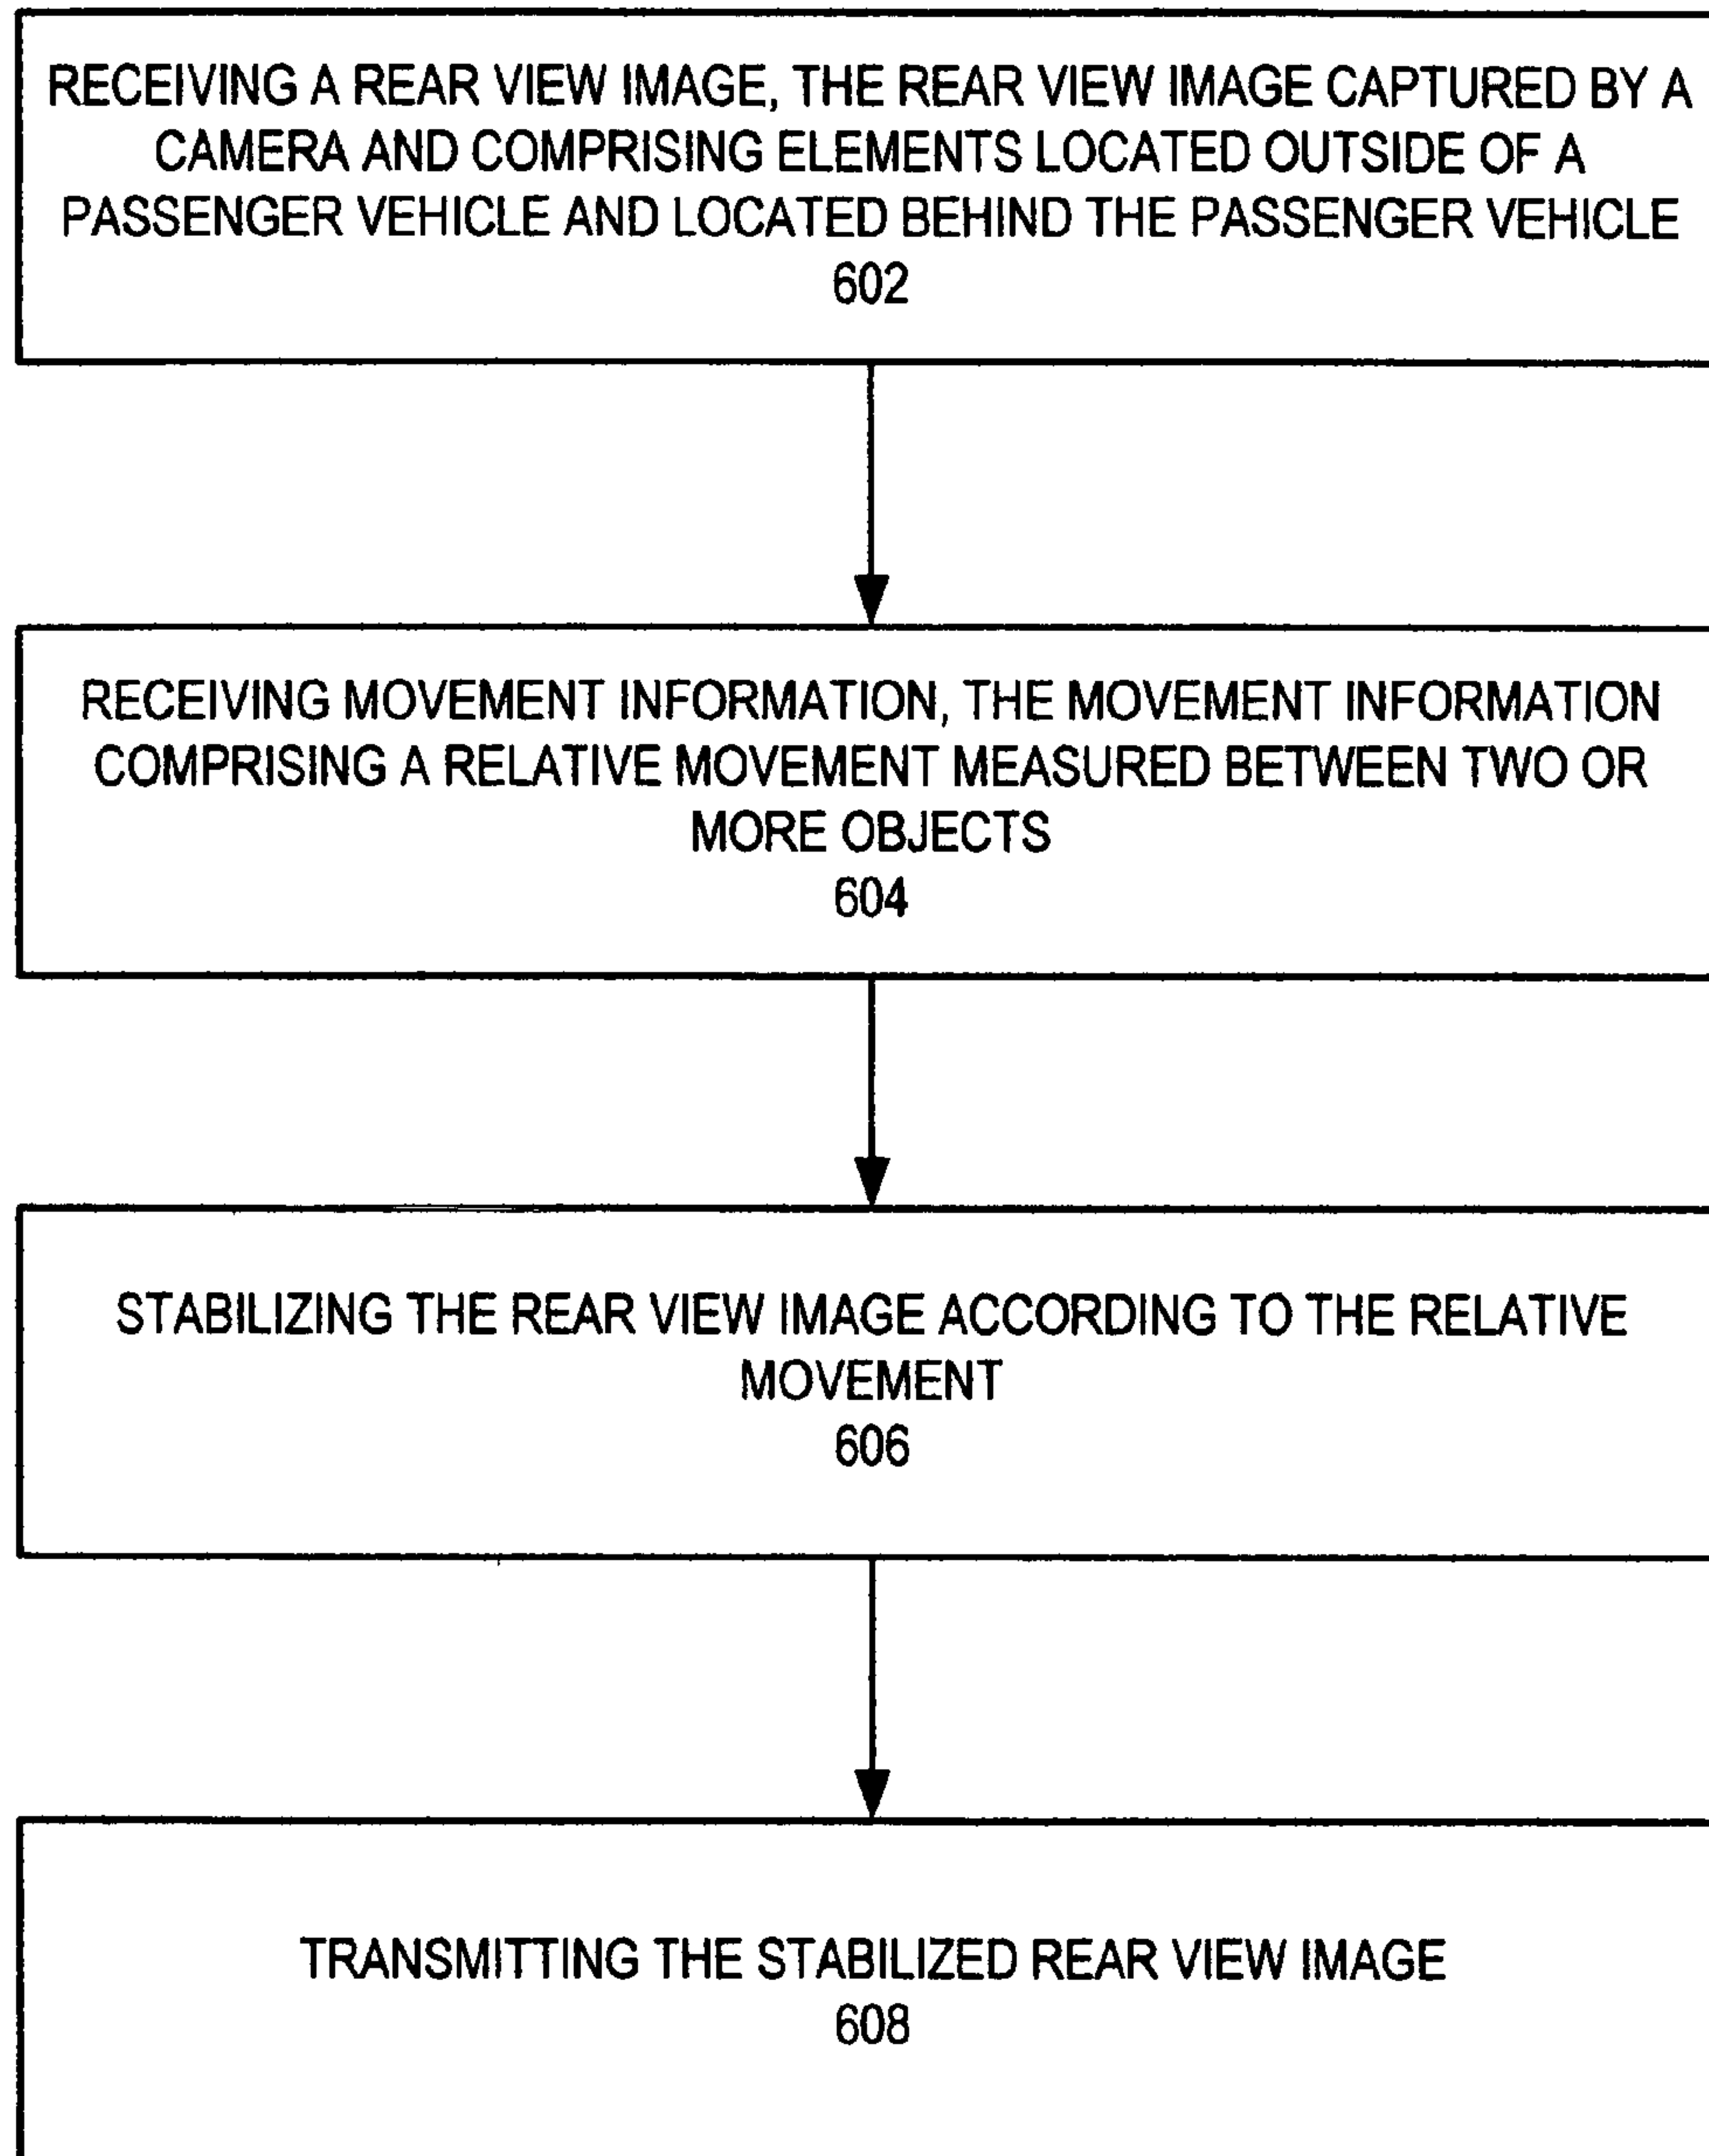 RECEIVING A REAR VIEW IMAGE, THE REAR VIEW IMAGE CAPTURED BY A
CAMERA AND COMPRISING ELEMENTS LOCATED OUTSIDE OF A
PASSENGER VEHICLE AND LOCATED BEHIND THE PASSENGER VEHICLE
602
RECEIVING MOVEMENT INFORMATION, THE MOVEMENT INFORMATION
COMPRISING A RELATIVE MOVEMENT MEASURED BETWEEN TWO OR
MORE OBJECTS
604
STABILIZING THE REAR VIEW IMAGE ACCORDING TO THE RELATIVE
MOVEMENT
606
TRANSMITTING THE STABILIZED REAR VIEW IMAGE
608